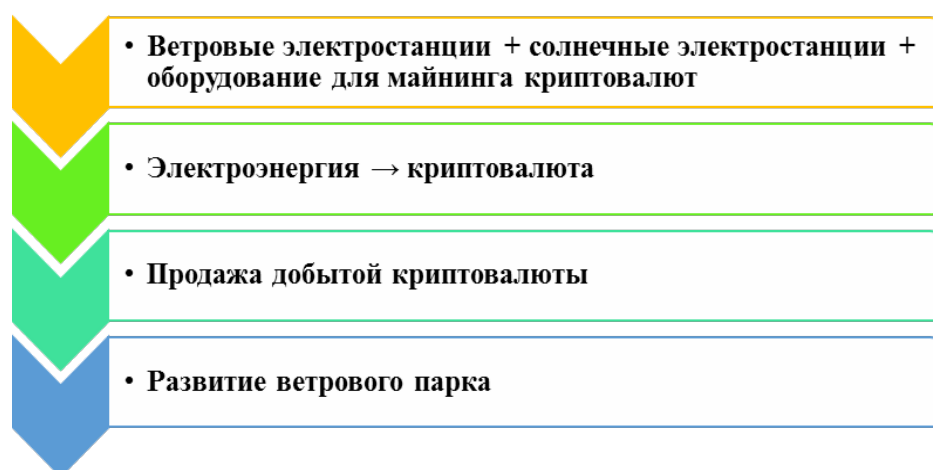 • Ветровые электростанции + солнечные электростанции +
оборудование для майнинга криптовалют
• Электроэнергия → криптовалюта
• Продажа добытой криптовалюты
• Развитие ветрового парка